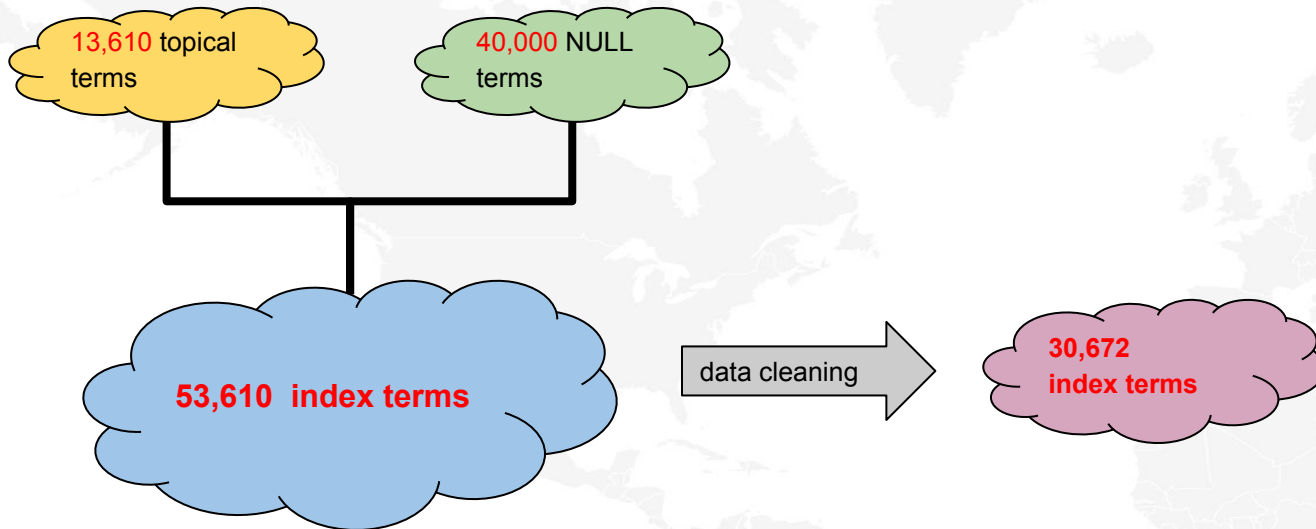 13,610 topical
terms
40,000 NULL
terms
53,610 index terms
data cleaning
30,672
index terms